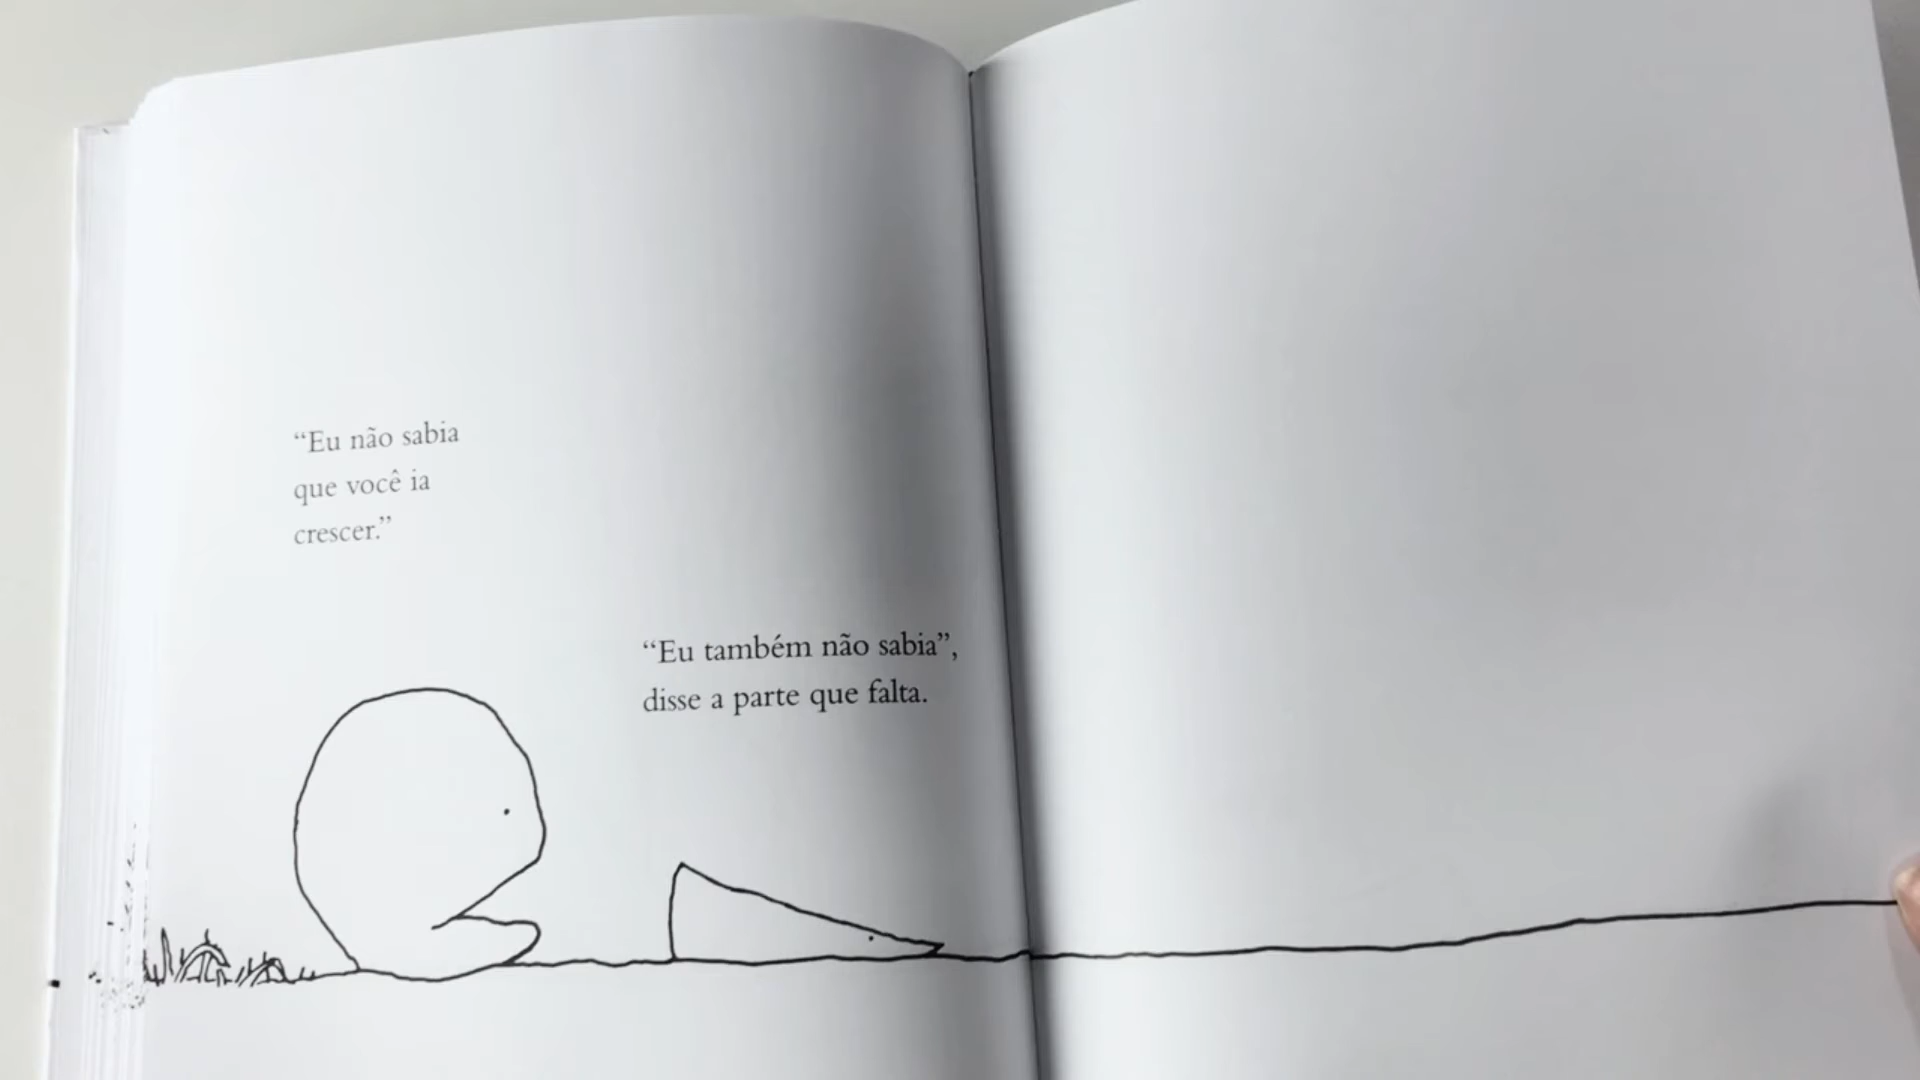 “Eu não sabia
que você ia
crescer.”
“Eu também não sabia”,
disse a parte que falta.